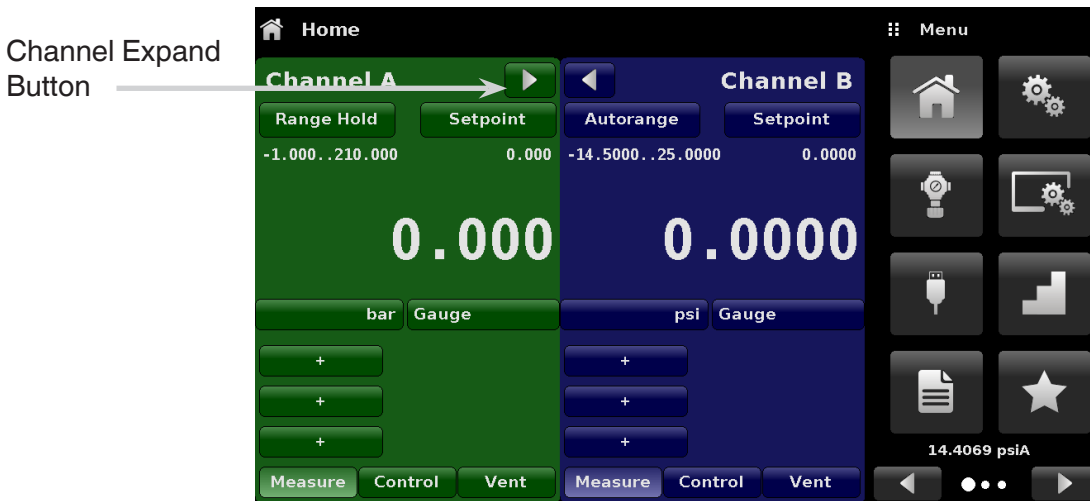 Channel Expand
Button
Home
Menu
Channel A
Channel B
Range Hold Setpoint
Autorange Setpoint
-1.000..210.000 0.000
-14.5000..25.0000 0.0000
0.000
0.0000
bar Gauge
psi Gauge
+
+
+
+
+
+
Measure Control Vent
Measure Control Vent
14.4069 psiA